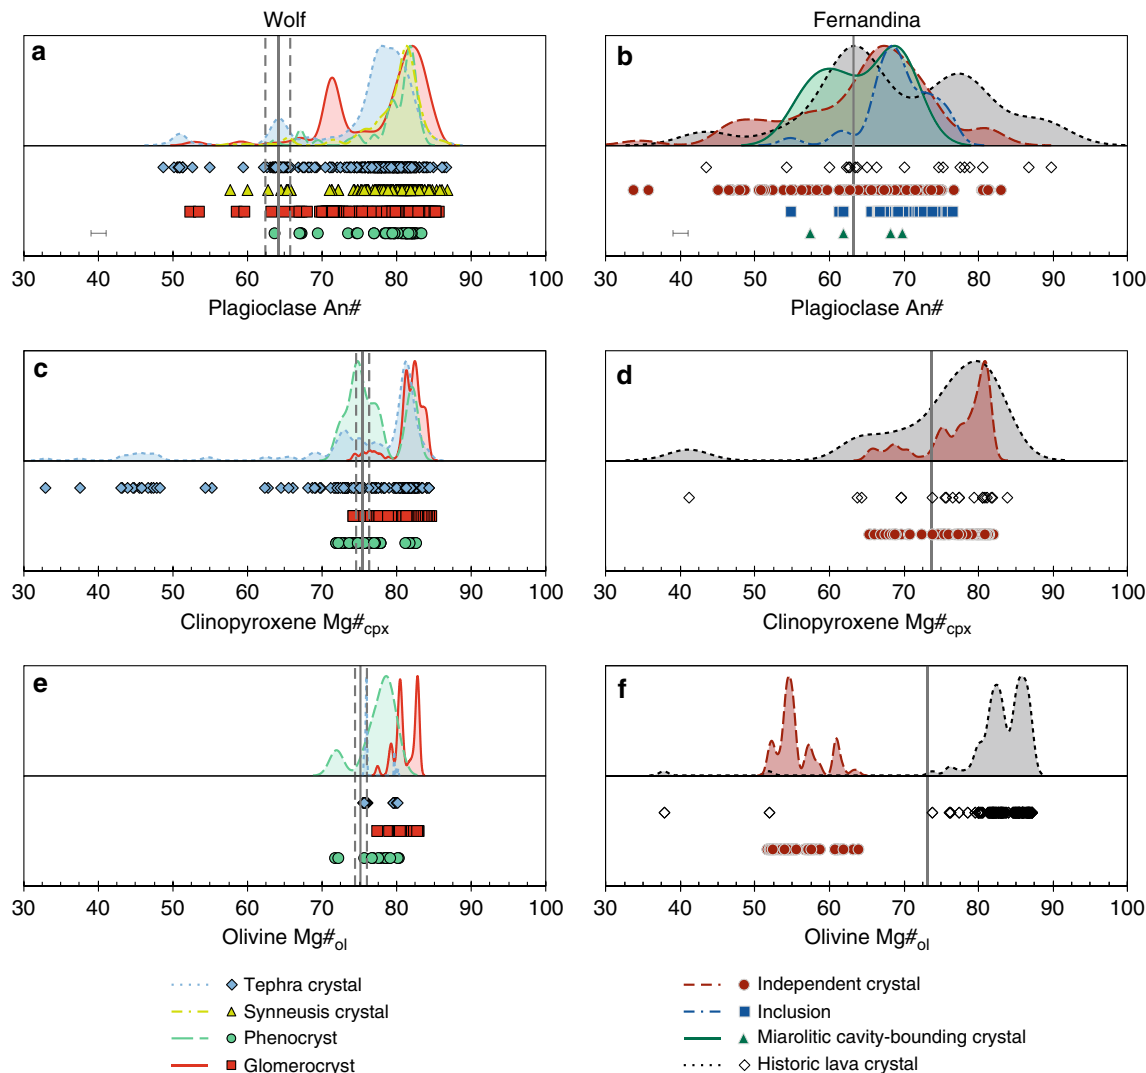 Wolf
Fernandina
a
b
30 40 50 60 70 80 90 100
30 40 50 60 70 80 90 100
Plagioclase An#
Plagioclase An#
c
d
30 40 50 60 70 80 90 100
30 40 50 60 70 80 90 100
Clinopyroxene Mg#cpx
Clinopyroxene Mg#cpx
e
f
30 40 50 60 70 80 90 100
30 40 50 60 70 80 90 100
Olivine Mg#ol
Olivine Mg#ol
Tephra crystal
Synneusis crystal
Phenocryst
Glomerocryst
Independent crystal
Inclusion
Miarolitic cavity-bounding crystal
Historic lava crystal